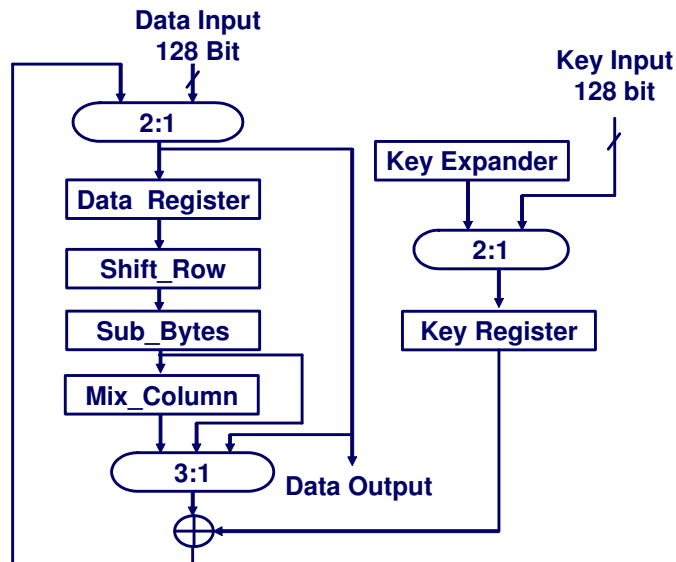 Data Input
128 Bit
2:1
Data Register
Shift_Row
Sub_Bytes
Mix_Column
3:1
Data Output
Key Input
128 bit
Key Expander
2:1
Key Register